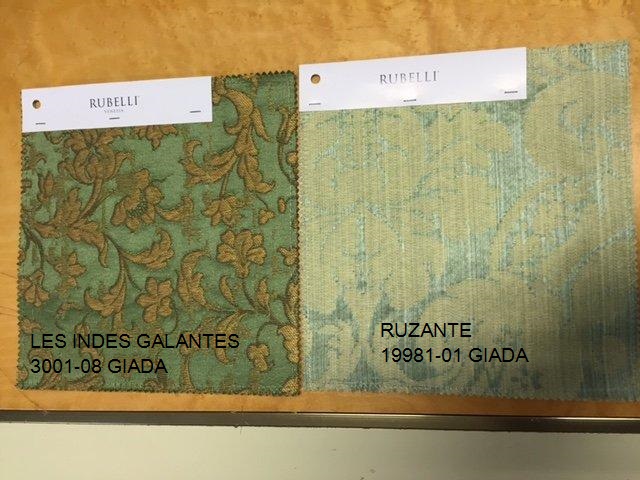 RUBELLI
VENEZIA
RUBELLI
LES INDES GALANTES
3001-08 GIADA
RUZANTE
19981-01 GIADA